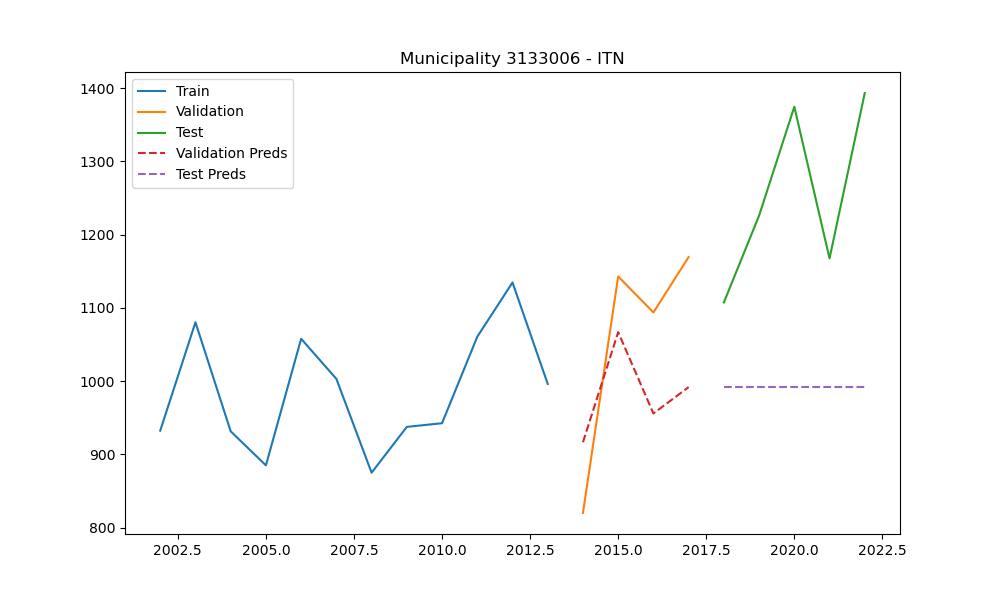 Municipality 3133006 - ITN
Train
Validation
Test
Validation Preds
Test Preds
1400
1300
1200
1100
1000
900
800
2002.5 2005.0 2007.5 2010.0 2012.5 2015.0 2017.5 2020.0 2022.5